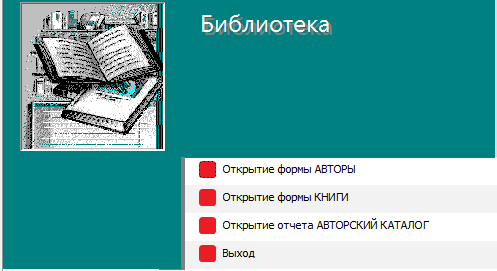 Библиотека
Открытие формы АВТОРЫ
Открытие формы КНИГИ
Открытие отчета АВТОРСКИЙ КАТАЛОГ
Выход